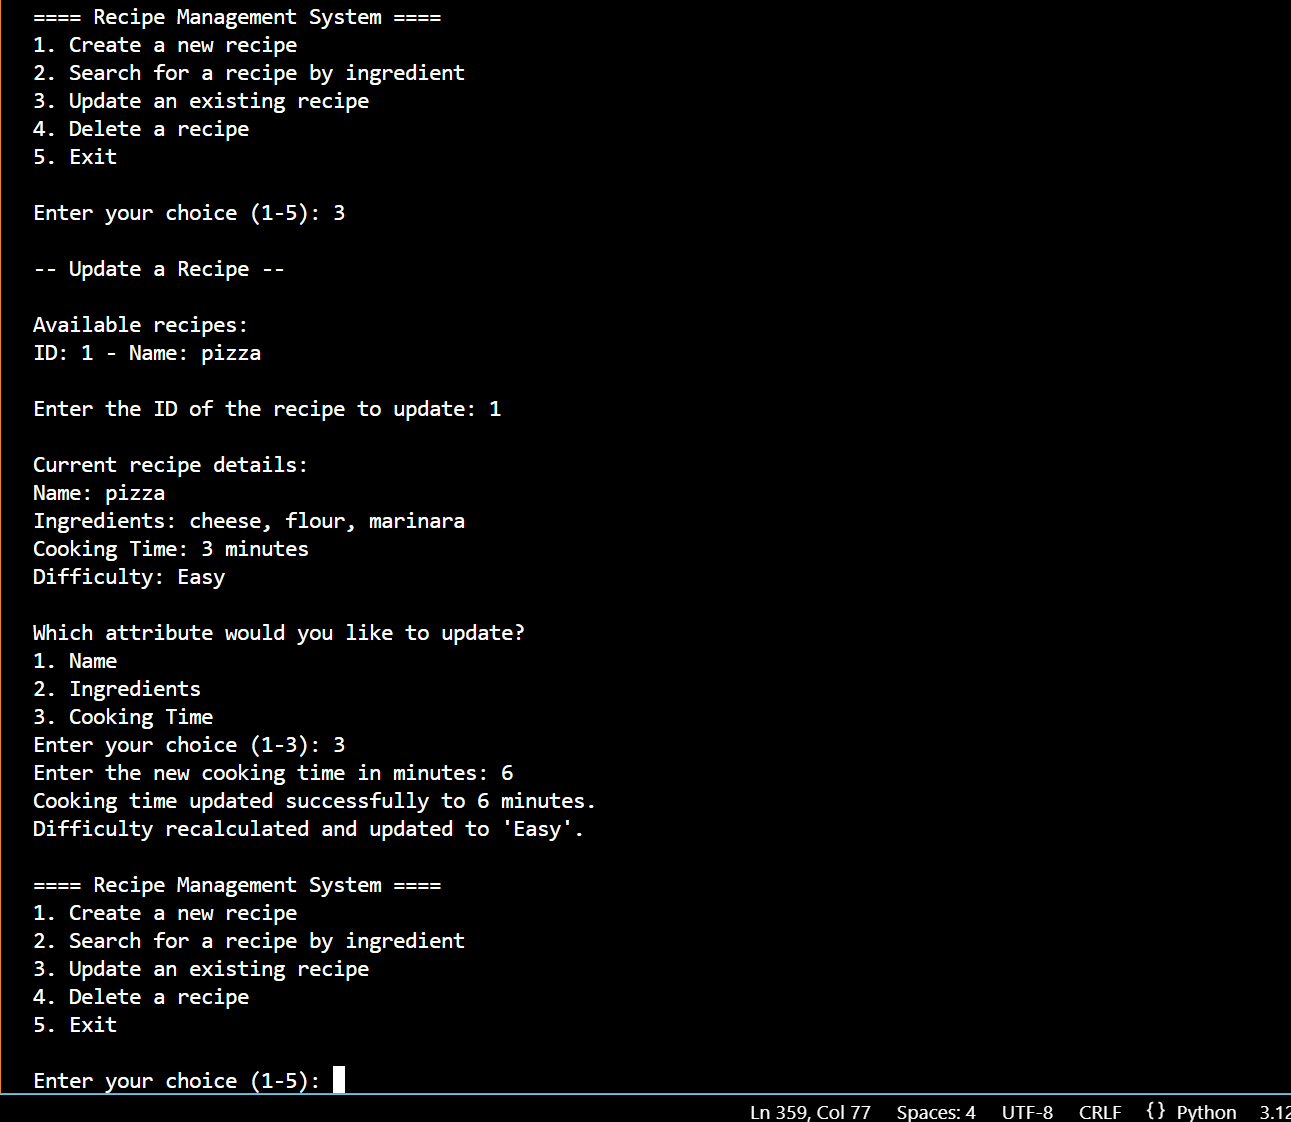 ==== Recipe Management System ====
1. Create a new recipe
2. Search for a recipe by ingredient
3. Update an existing recipe
4. Delete a recipe
5. Exit
Enter your choice (1-5): 3
-- Update a Recipe --
Available recipes:
ID: 1 - Name: pizza
Enter the ID of the recipe to update: 1
Current recipe details:
Name: pizza
Ingredients: cheese, flour, marinara
Cooking Time: 3 minutes
Difficulty: Easy
Which attribute would you like to update?
1. Name
2. Ingredients
3. Cooking Time
Enter your choice (1-3): 3
Enter the new cooking time in minutes: 6
Cooking time updated successfully to 6 minutes.
Difficulty recalculated and updated to 'Easy'.
==== Recipe Management System ====
1. Create a new recipe
2. Search for a recipe by ingredient
3. Update an existing recipe
4. Delete a recipe
5. Exit
Enter your choice (1-5):
Ln 359, Col 77 Spaces: 4 UTF-8 CRLF {} Python 3.12